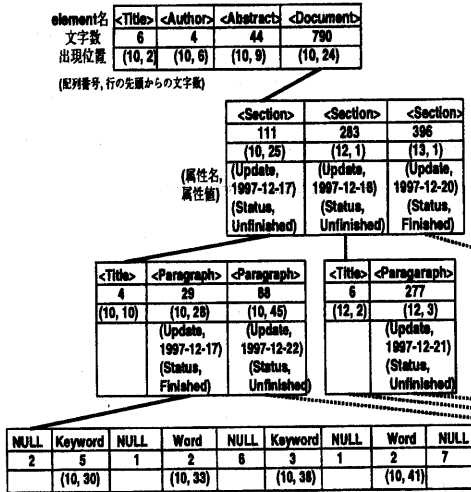 element名 <Title> <Author> <Abstract> <Document>
文字数 6 4 44 790
出現位置 (10, 2) (10, 6) (10, 9) (10, 24)
(配列番号, 行の先頭からの文字数)
<Section> <Section> <Section>
111 283 396
(10, 25) (12, 1) (13, 1)
(属性名, 属性値)
(Update, 1997-12-17) (Update, 1997-12-18) (Update, 1997-12-20)
(Status, Unfinished) (Status, Unfinished) (Status, Finished)
<Title> <Paragraph> <Paragraph>
4 29 68
(10, 10) (10, 28) (10, 45)
(Update, 1997-12-17) (Update, 1997-12-22)
(Status, Finished) (Status, Unfinished)
<Title> <Paragaraph>
6 277
(12, 2) (12, 3)
(Update, 1997-12-21)
(Status, Unfinished)
NULL Keyword NULL Word NULL Keyword NULL Word NULL
2 5 1 2 6 3 1 2 7
(10, 30) (10, 33) (10, 38) (10, 41)